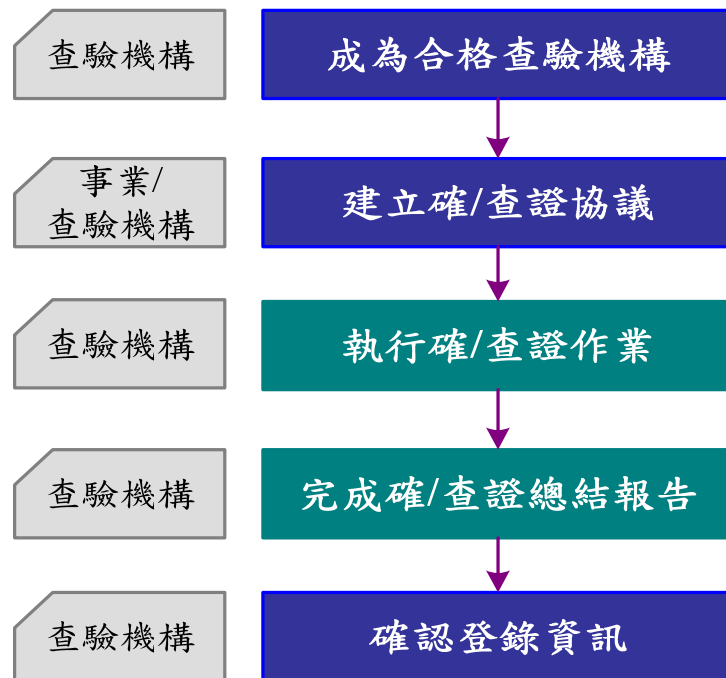 查驗機構
成為合格查驗機構
事業/
查驗機構
建立確/查證協議
查驗機構
執行確/查證作業
查驗機構
完成確/查證總結報告
查驗機構
確認登錄資訊